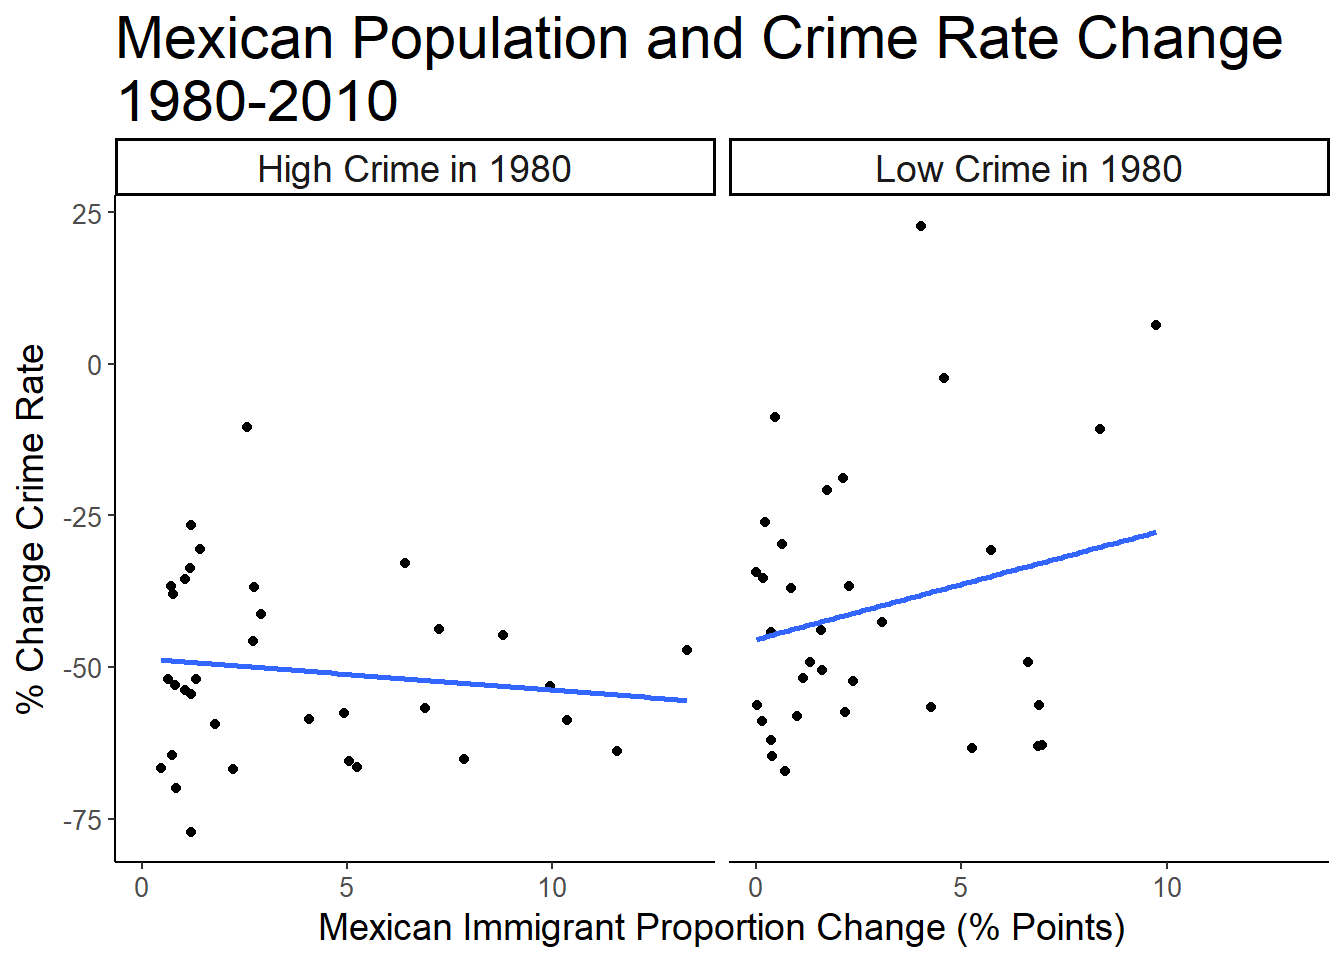 Mexican Population and Crime Rate Change
1980-2010
High Crime in 1980
Low Crime in 1980
% Change Crime Rate
25
0
-25
-50
-75
0
5
10
0
5
10
Mexican Immigrant Proportion Change (% Points)